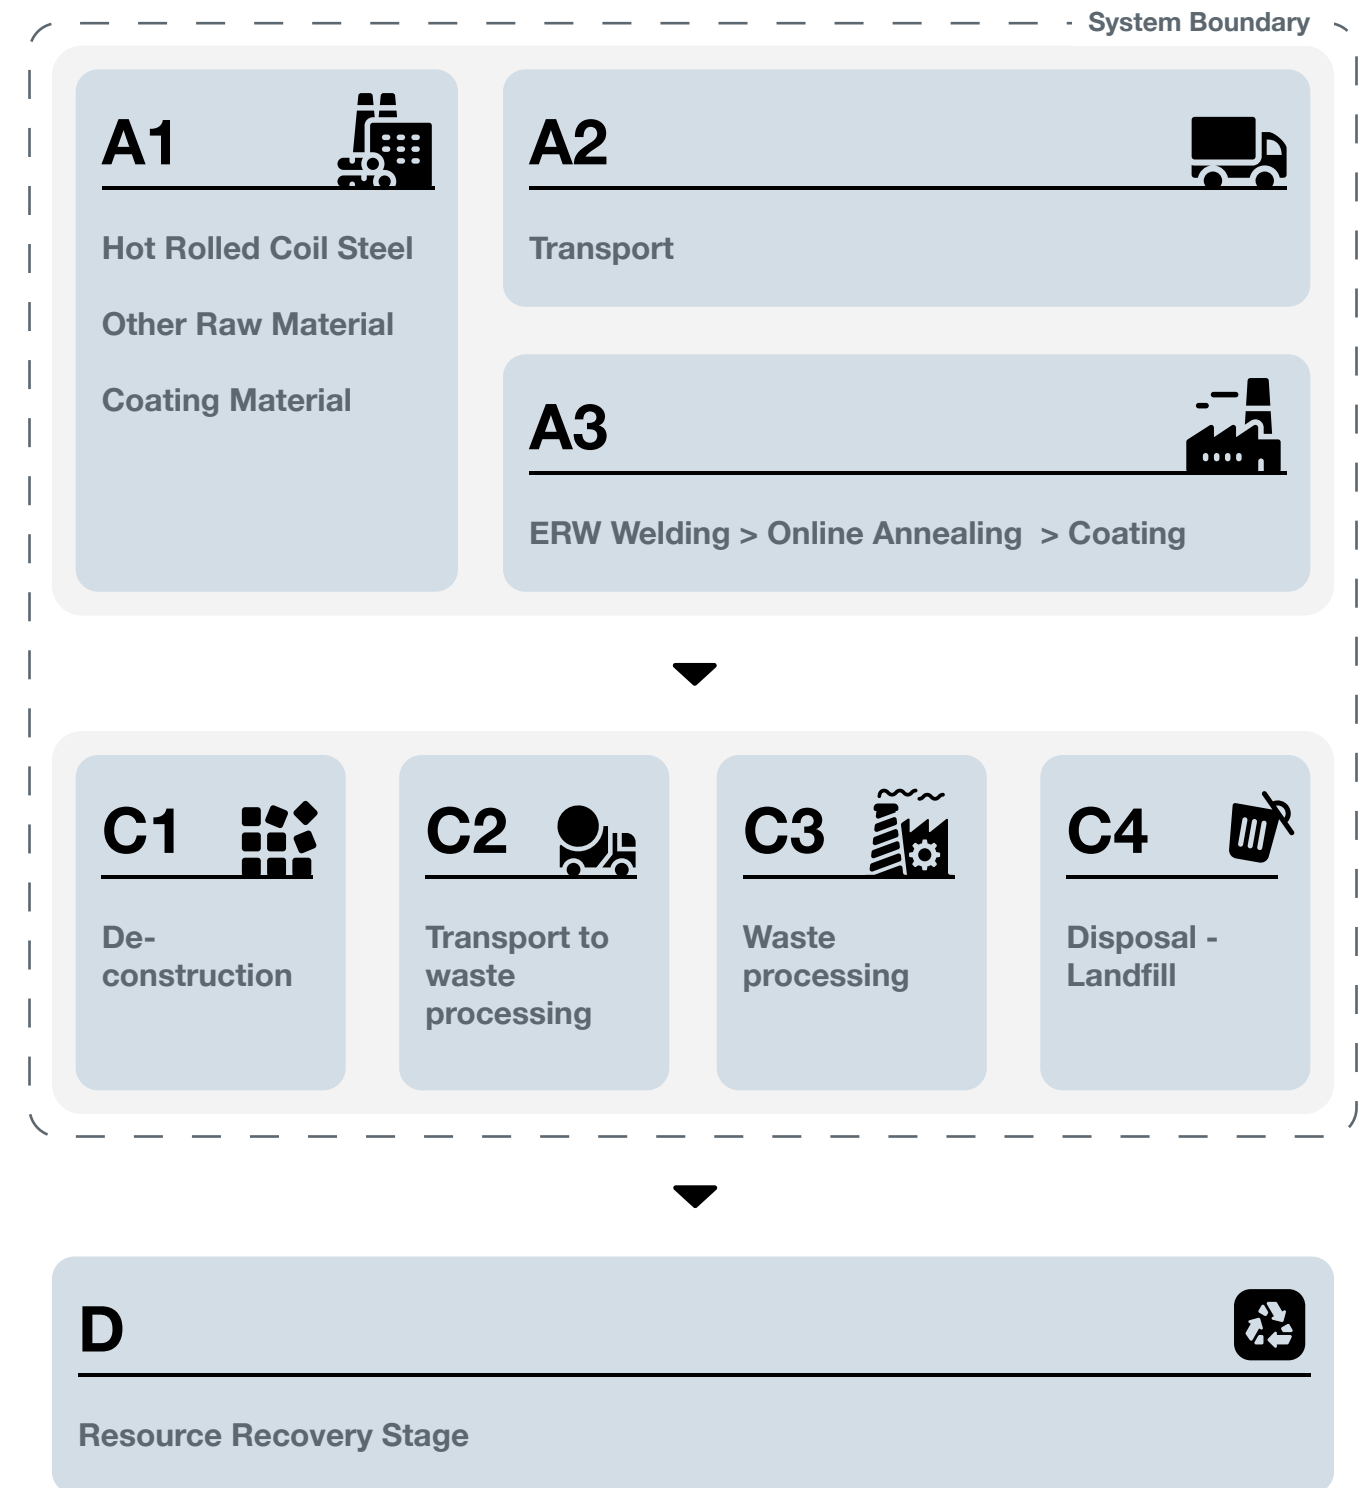 System Boundary
A1
Hot Rolled Coil Steel
Other Raw Material
Coating Material
A2
Transport
A3
ERW Welding > Online Annealing  > Coating
C1
De-
construction
C2
Transport to
waste
processing
C3
Waste
processing
C4
Disposal -
Landfill
D
Resource Recovery Stage